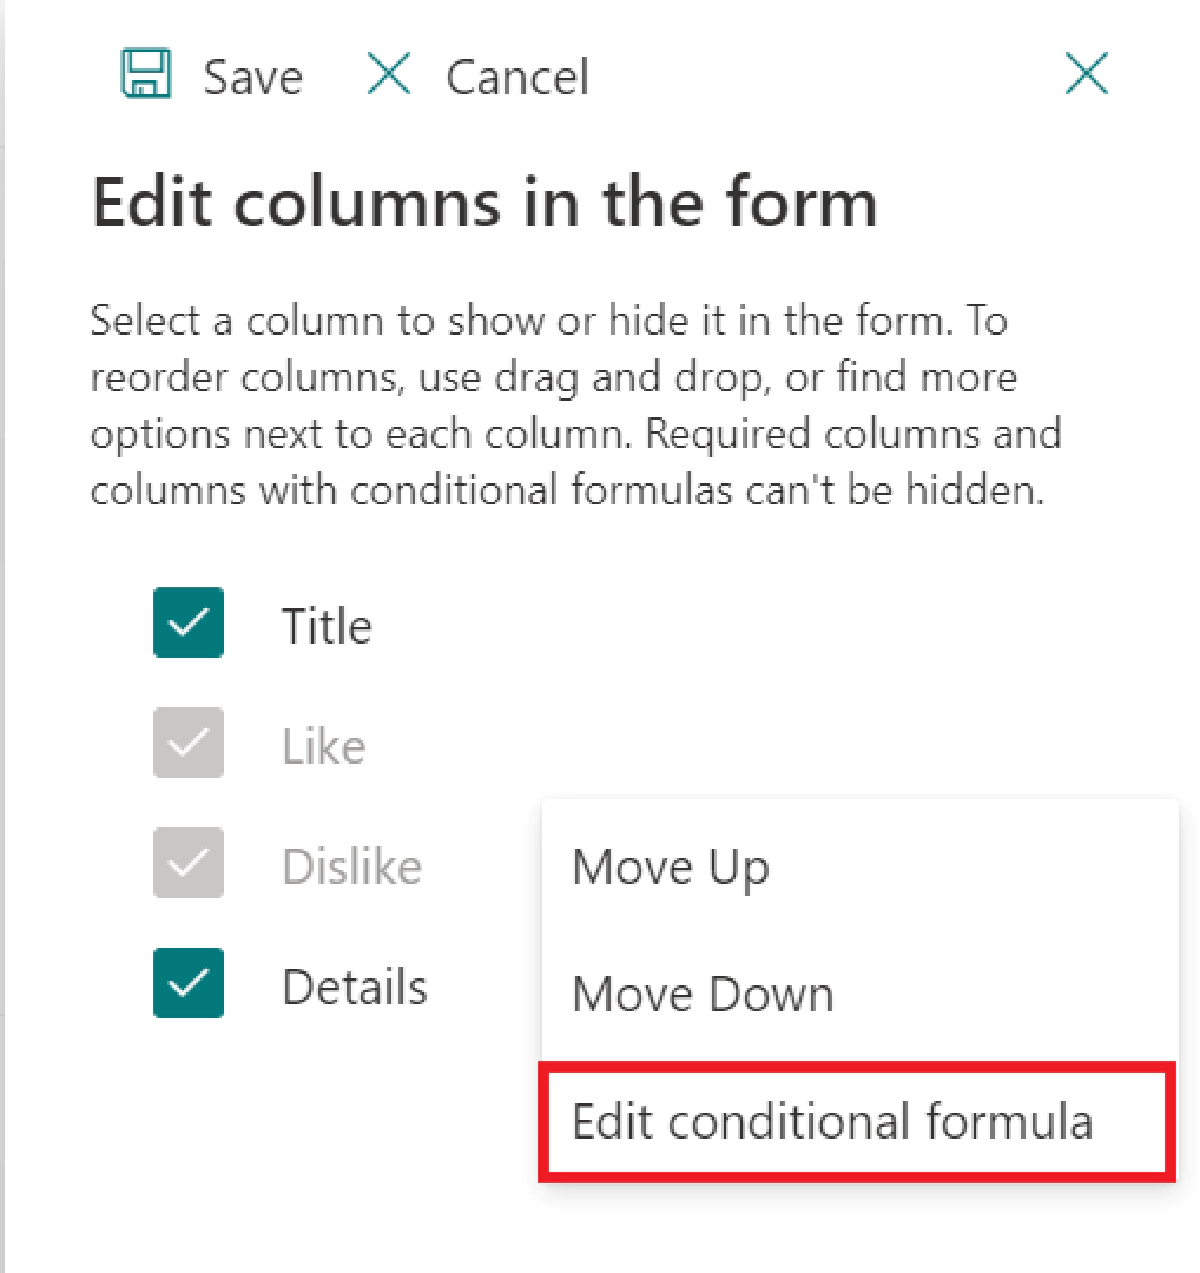 Save Cancel
Edit columns in the form
Select a column to show or hide it in the form. To
reorder columns, use drag and drop, or find more
options next to each column. Required columns and
columns with conditional formulas can't be hidden.
Title
Like
Dislike
Details
Move Up
Move Down
Edit conditional formula